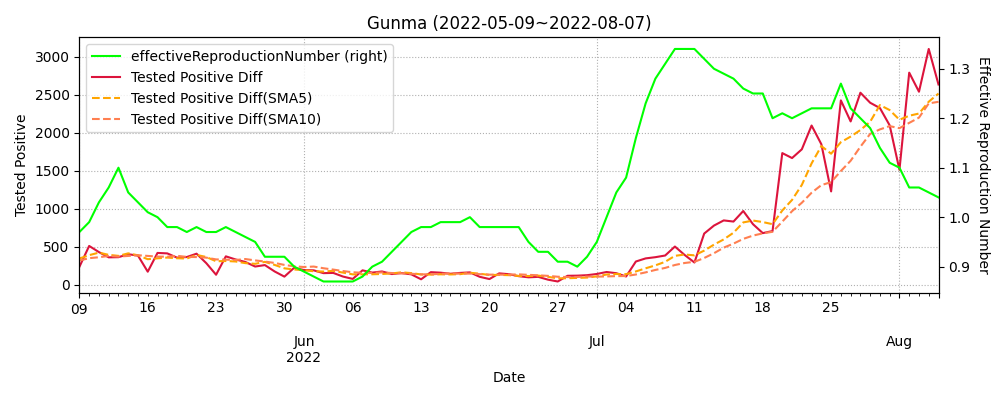 Gunma (2022-05-09~2022-08-07)
effectiveReproductionNumber (right)
Tested Positive Diff
Tested Positive Diff(SMA5)
Tested Positive Diff(SMA10)
Tested Positive
3000
2500
2000
1500
1000
500
0
1.3
1.2
1.1
1.0
0.9
Effective Reproduction Number
09 16 23 30 06 13 20 27 04 11 18 25
Jun Jul Aug
2022
Date